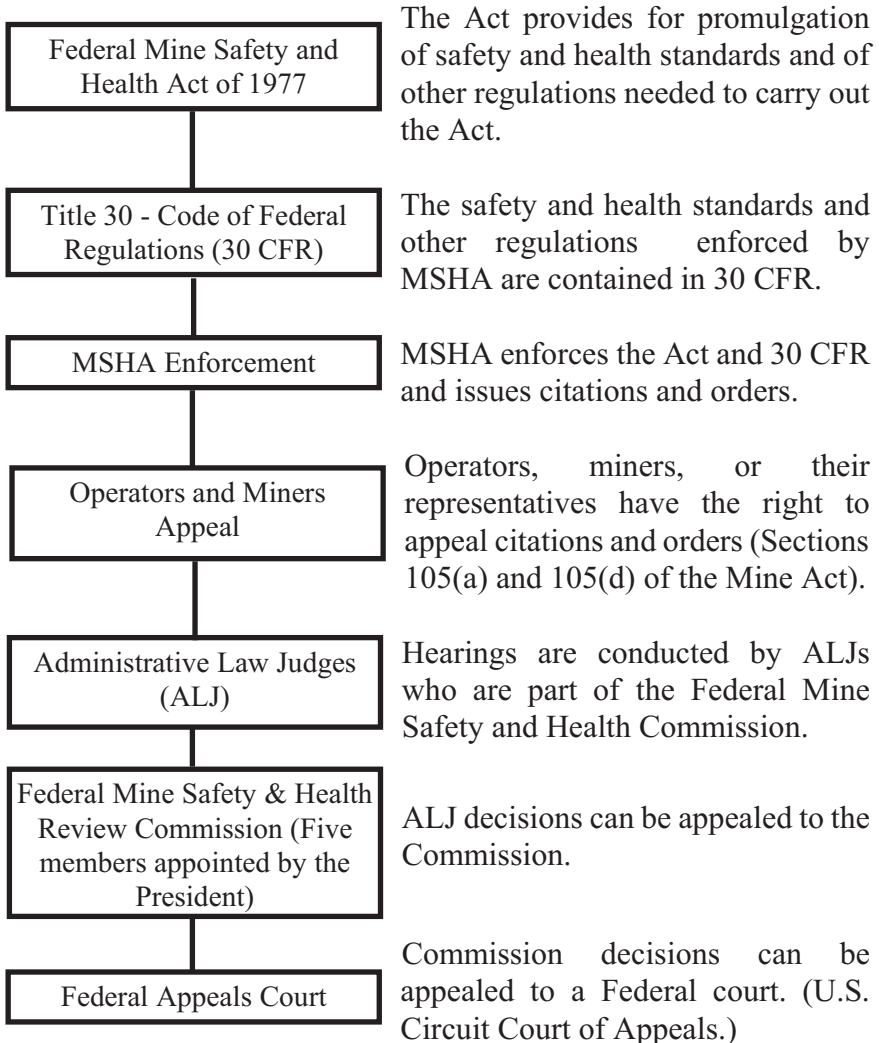 Federal Mine Safety and
Health Act of 1977
The Act provides for promulgation
of safety and health standards and of
other regulations needed to carry out
the Act.
Title 30 - Code of Federal
Regulations (30 CFR)
The safety and health standards and
other regulations enforced by
MSHA are contained in 30 CFR.
MSHA Enforcement
MSHA enforces the Act and 30 CFR
and issues citations and orders.
Operators and Miners
Appeal
Operators, miners, or their
representatives have the right to
appeal citations and orders (Sections
105(a) and 105(d) of the Mine Act).
Administrative Law Judges
(ALJ)
Hearings are conducted by ALJs
who are part of the Federal Mine
Safety and Health Commission.
Federal Mine Safety & Health
Review Commission (Five
members appointed by the
President)
ALJ decisions can be appealed to the
Commission.
Federal Appeals Court
Commission decisions can be
appealed to a Federal court. (U.S.
Circuit Court of Appeals.)